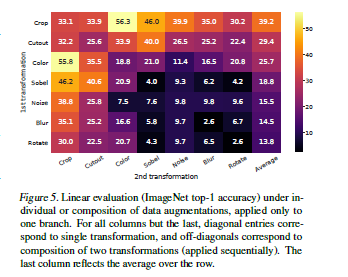 Crop 33.1 33.9 56.3 46.0 39.9 35.0 30.2 39.2
Cutout 32.2 25.6 33.9 40.0 26.5 25.2 22.4 29.4
Color 55.8 35.5 18.8 21.0 11.4 16.5 20.8 25.7
Sobel 46.2 40.6 20.9 4.0 9.3 6.2 4.2 18.8
Noise 38.8 25.8 7.5 7.6 9.8 9.8 9.6 15.5
Blur 35.1 25.2 16.6 5.8 9.7 2.6 6.7 14.5
Rotate 30.0 22.5 20.7 4.3 9.7 6.5 2.6 13.8
Crop Cutout Color Sobel Noise Blur Rotate Average
1st transformation
2nd transformation
50
40
30
20
10
Figure 5. Linear evaluation (ImageNet top-1 accuracy) under in-
dividual or composition of data augmentations, applied only to
one branch. For all columns but the last, diagonal entries corre-
spond to single transformation, and off-diagonals correspond to
composition of two transformations (applied sequentially). The
last column reflects the average over the row.